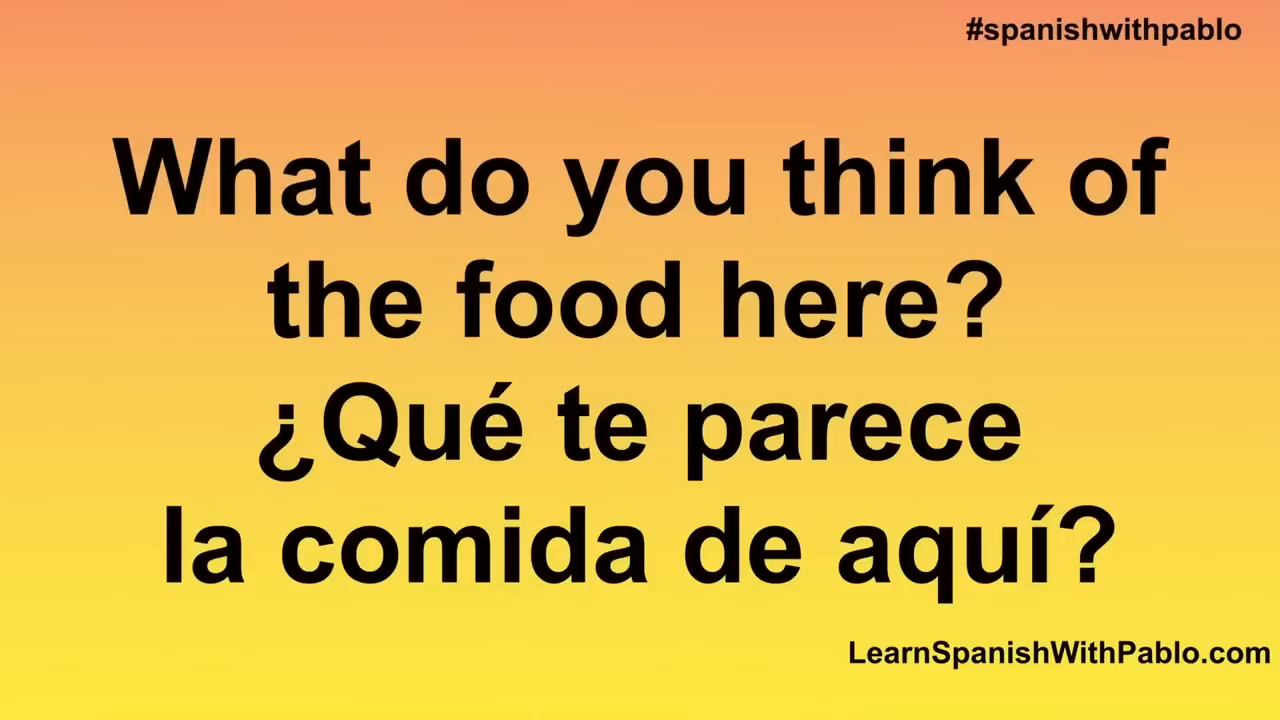 #spanishwithpablo
What do you think of
the food here?
¿Qué te parece
la comida de aquí?
LearnSpanishWithPablo.com